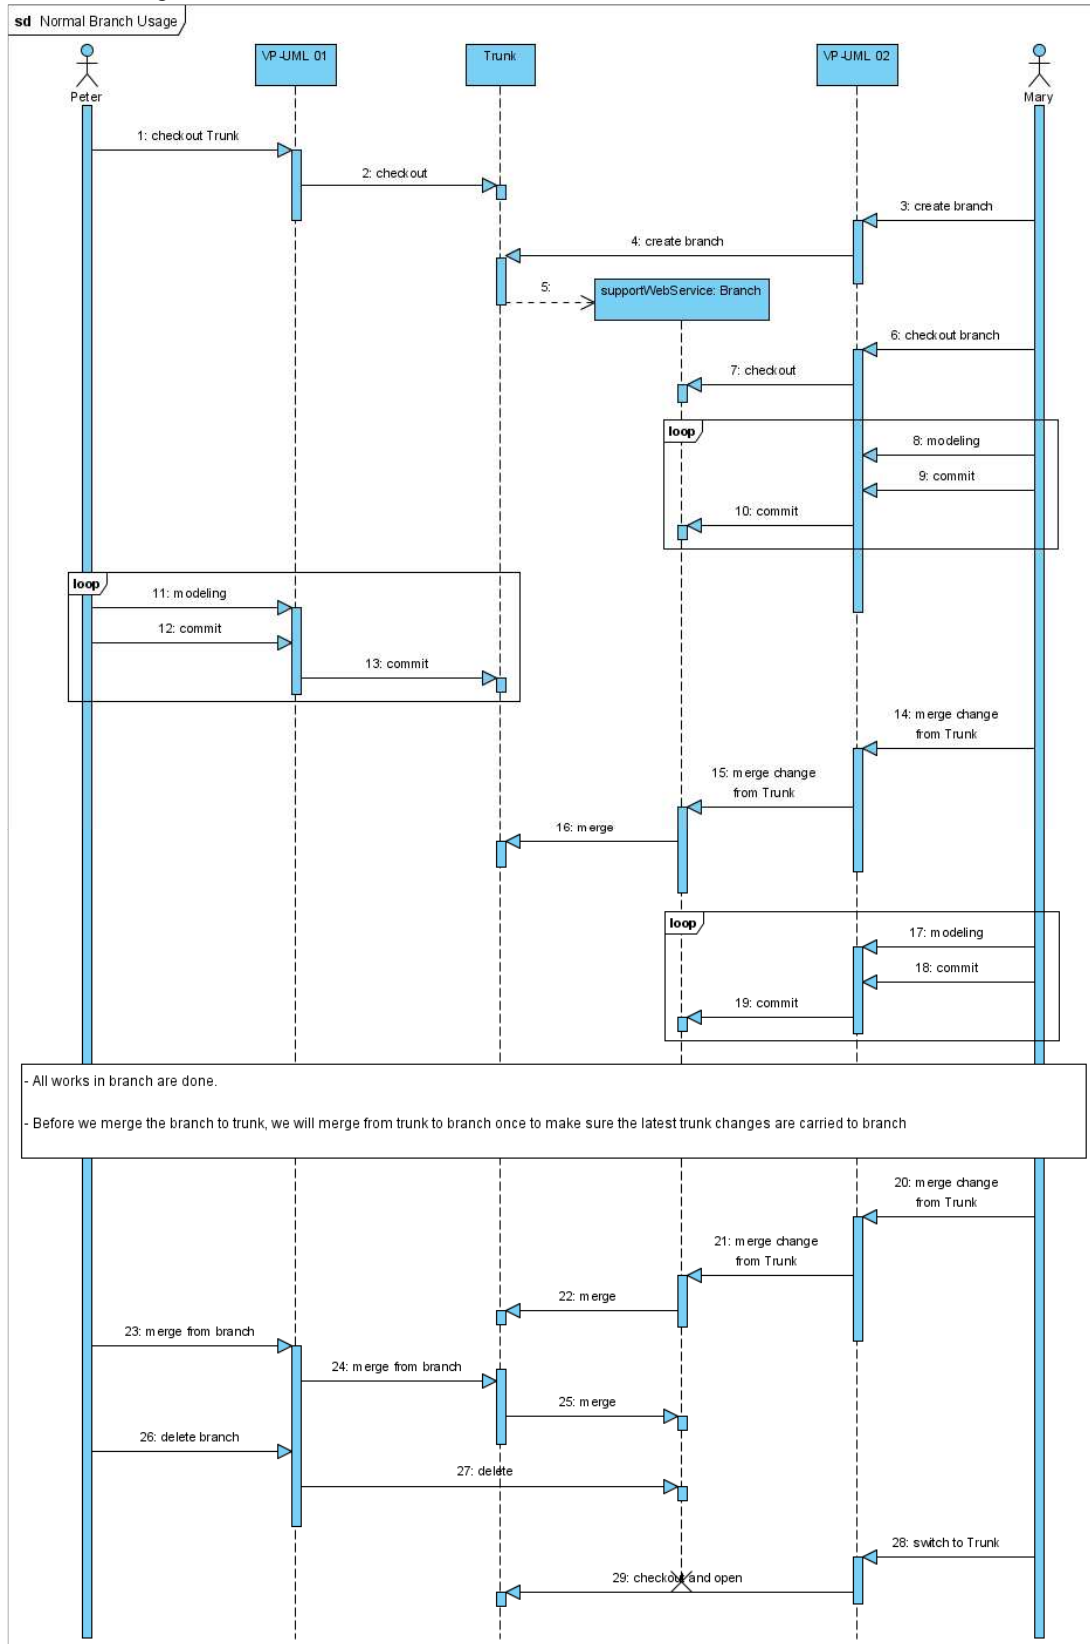 sd Normal Branch Usage
VP-UML 01
Trunk
VP-UML 02
Peter
Mary
1: checkout Trunk
2: checkout
3: create branch
4: create branch
5:
supportWebService: Branch
6: checkout branch
7: checkout
loop
8: modeling
9: commit
10: commit
loop
11: modeling
12: commit
13: commit
14: merge change
from Trunk
15: merge change
from Trunk
16: merge
loop
17: modeling
18: commit
19: commit
- All works in branch are done.
- Before we merge the branch to trunk, we will merge from trunk to branch once to make sure the latest trunk changes are carried to branch
20: merge change
from Trunk
21: merge change
from Trunk
22: merge
23: merge from branch
24: merge from branch
25: merge
26: delete branch
27: delete
28: switch to Trunk
29: checkout and open